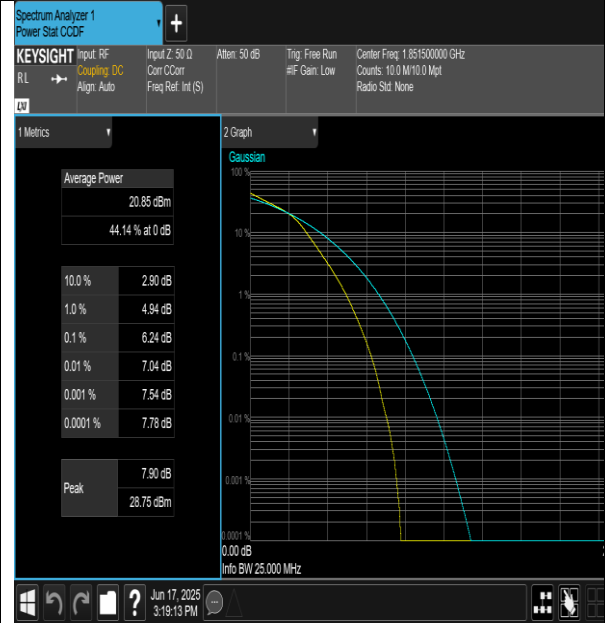 Spectrum Analyzer 1
Power Stat CCDF
+
KEYSIGHT
RL
LXI
Input: RF
Coupling: DC
Align: Auto
Input Z: 50 Ω
Corr CCorr
Freq Ref: Int (S)
Atten: 50 dB
Trig: Free Run
#IF Gain: Low
Center Freq: 1.851500000 GHz
Counts: 10.0 M/10.0 Mpt
Radio Std: None
1 Metrics
Average Power
20.85 dBm
44.14 % at 0 dB
10.0 % 2.90 dB
1.0 % 4.94 dB
0.1 % 6.24 dB
0.01 % 7.04 dB
0.001 % 7.54 dB
0.0001 % 7.78 dB
Peak
7.90 dB
28.75 dBm
2 Graph
Gaussian
100 %
10 %
1 %
0.1 %
0.01 %
0.001 %
0.0001 %
0.00 dB
Info BW 25.000 MHz
?
Jun 17, 2025
3:19:13 PM